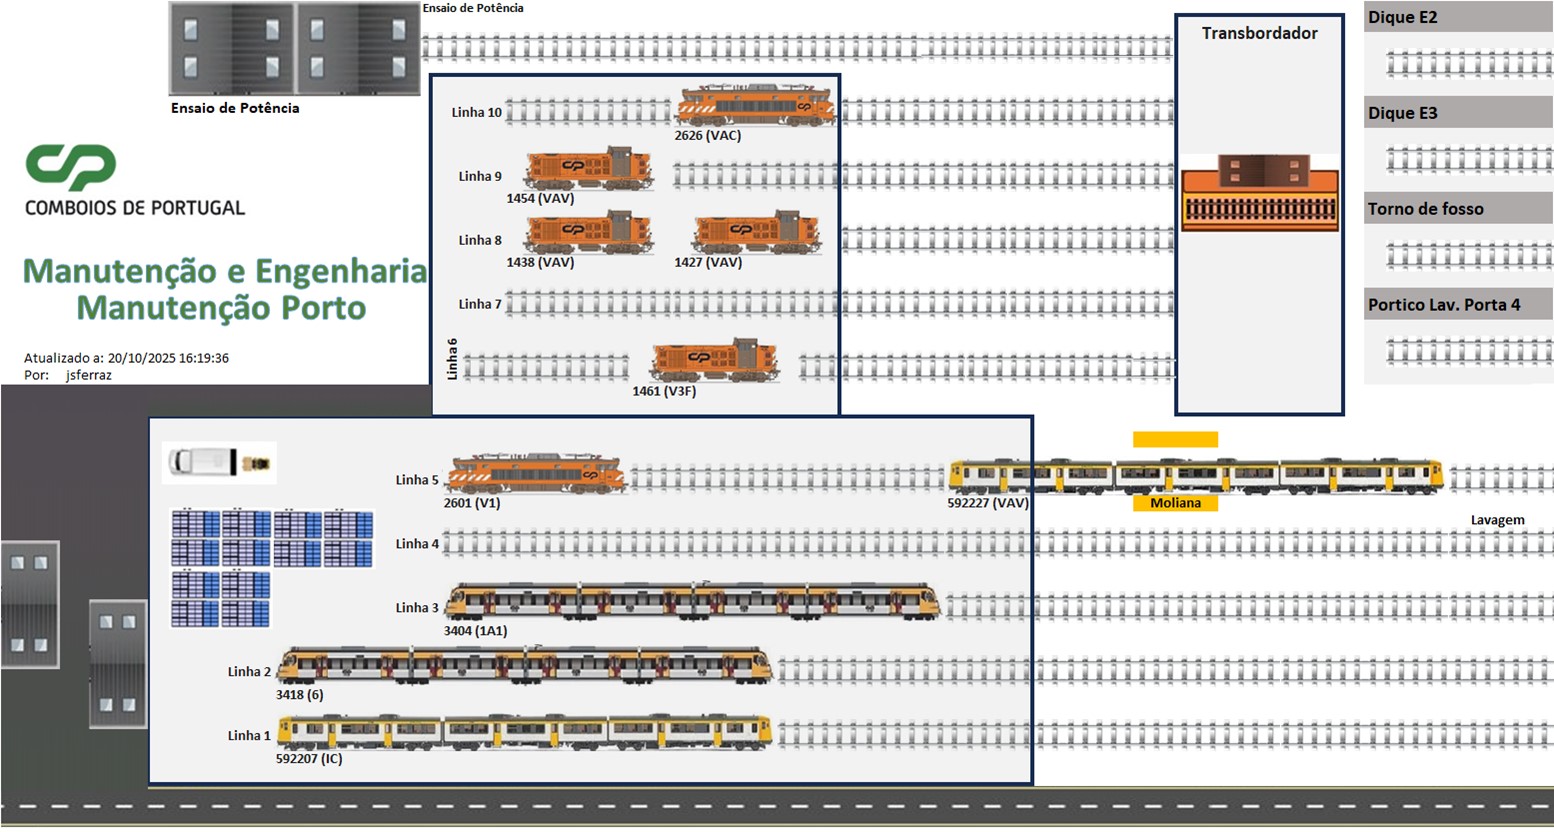 Ensaio de Potência
Ensaio de Potência
Transbordador
Dique E2
Dique E3
Torno de fosso
Portico Lav. Porta 4
CP
COMBOIOS DE PORTUGAL
Manutenção e Engenharia
Manutenção Porto
Atualizado a: 20/10/2025 16:19:36
Por: jsferraz
Linha 10
2626 (VAC)
Linha 9
1454 (VAV)
Linha 8
1438 (VAV)
1427 (VAV)
Linha 7
Linha6
1461 (V3F)
Linha 5
2601 (V1)
592227 (VAV)
Moliana
Lavagem
Linha 4
Linha 3
3404 (1A1)
Linha 2
3418 (6)
Linha 1
592207 (IC)